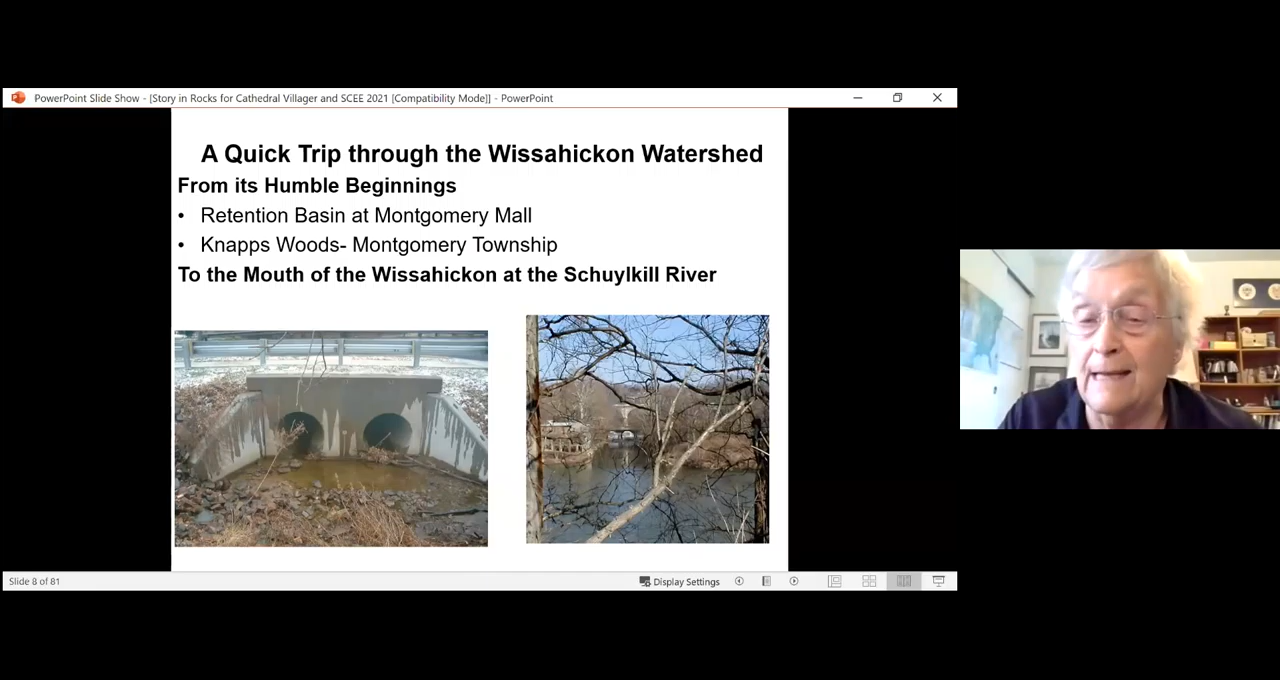 PowerPoint Slide Show - [Story in Rocks for Cathedral Villager and SCEE 2021 [Compatibility Mode]] - PowerPoint
A Quick Trip through the Wissahickon Watershed
From its Humble Beginnings
• Retention Basin at Montgomery Mall
• Knapps Woods- Montgomery Township
To the Mouth of the Wissahickon at the Schuylkill River
Slide 8 of 81
Display Settings